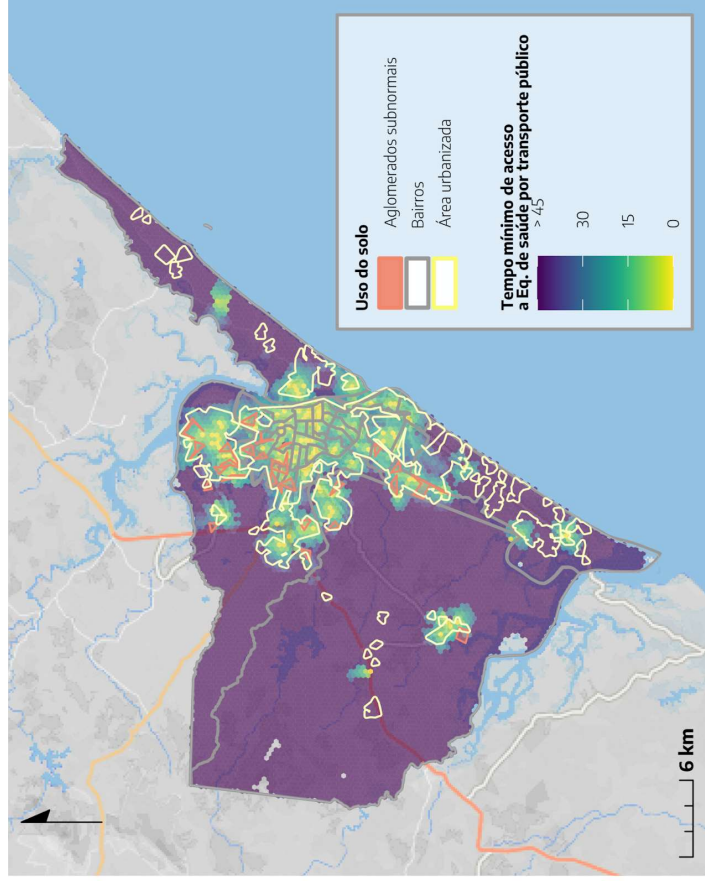 Uso do solo
Aglomerados subnormais
Bairros
Área urbanizada
Tempo mínimo de acesso
a Eq. de saúde por transporte público
> 45
30
15
0
6 km